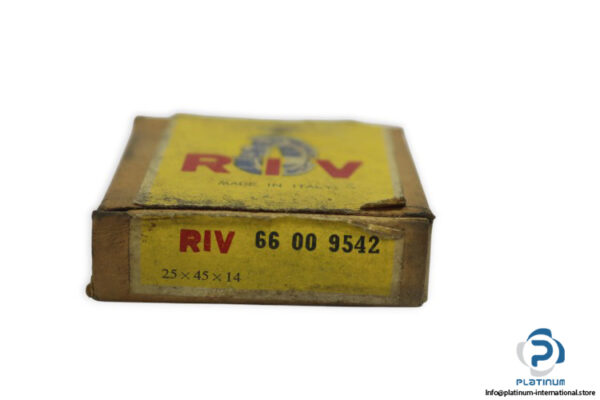 RIV
MADE IN ITALY
RIV 66 00 9542
25 × 45 × 14
PLATINUM
Info@platinum-international.store